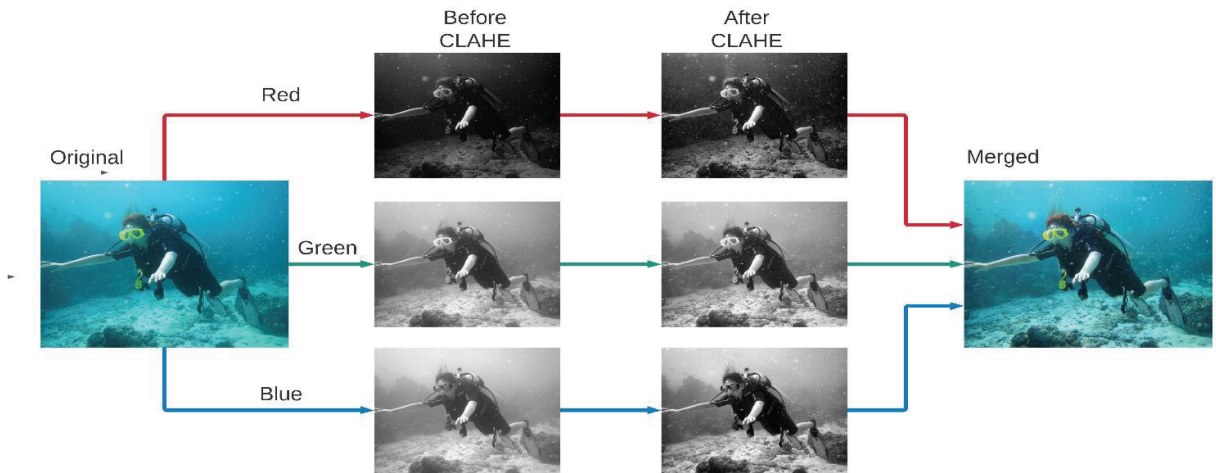 Before
CLAHE
After
CLAHE
Red
Original
Merged
Green
Blue